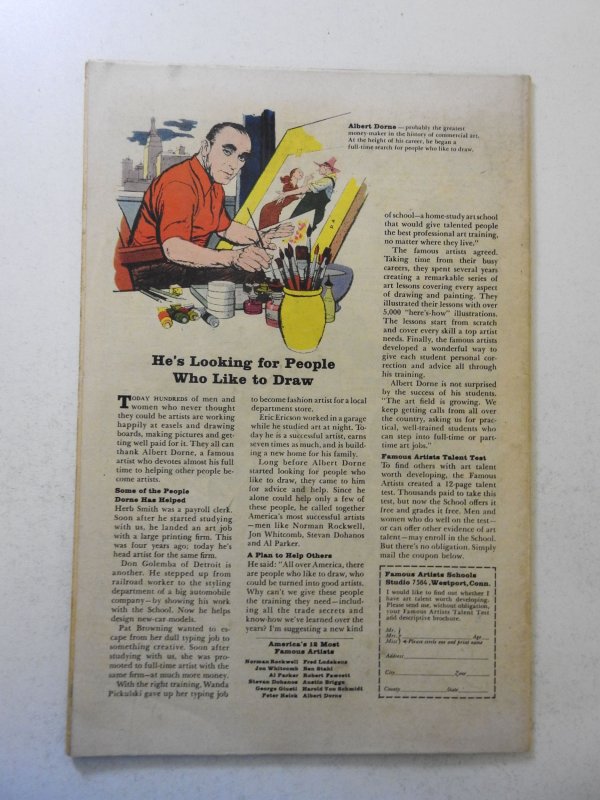 Albert Dorne — probably the greatest
money-maker in the history of commercial art.
At the height of his career, he began a
full-time search for people who like to draw.
He's Looking for People
Who Like to Draw
TODAY HUNDREDS of men and
women who never thought
they could be artists are working
happily at easels and drawing
boards, making pictures and get-
ting well paid for it. They all can
thank Albert Dorne, a famous
artist who devotes almost his full
time to helping other people be-
come artists.
Some of the People
Dorne Has Helped
Herb Smith was a payroll clerk.
Soon after he started studying
with us, he landed an art job
with a large printing firm. This
was four years ago; today he's
head artist for the same firm.
Don Golemba of Detroit is
another. He stepped up from
railroad worker to the styling
department of a big automobile
company—by showing his work
with the School. Now he helps
design new-car models.
Pat Browning wanted to es-
cape from her dull typing job to
something creative. Soon after
studying with us, she was pro-
moted to full-time artist with the
same firm—at much more money.
With the right training, Wanda
Pickulski gave up her typing job
to become fashion artist for a local
department store.
Eric Ericson worked in a garage
while he studied art at night. To-
day he is a successful artist, earns
seven times as much, and is build-
ing a new home for his family.
Long before Albert Dorne
started looking for people who
like to draw, they came to him
for advice and help. Since he
alone could help only a few of
these people, he called together
America's most successful artists
—men like Norman Rockwell,
Jon Whitcomb, Stevan Dohanos
and Al Parker.
A Plan to Help Others
He said: "All over America, there
are people who like to draw, who
could be turned into good artists.
Why can't we give these people
the training they need—includ-
ing all the trade secrets and
know-how we've learned over the
years? I'm suggesting a new kind
America's 12 Most
Famous Artists
Norman Rockwell Fred Ludekens
Jon Whitcomb Ben Stahl
Al Parker Robert Fawcett
Stevan Dohanos Austin Briggs
George Giusti Harold Von Schmidt
Peter Helck Albert Dorne
of school—a home-study art school
that would give talented people
the best professional art training,
no matter where they live."
The famous artists agreed.
Taking time from their busy
careers, they spent several years
creating a remarkable series of
art lessons covering every aspect
of drawing and painting. They
illustrated their lessons with over
5,000 "here's-how" illustrations.
The lessons start from scratch
and cover every skill a top artist
needs. Finally, the famous artists
developed a wonderful way to
give each student personal cor-
rection and advice all through
his training.
Albert Dorne is not surprised
by the success of his students.
"The art field is growing. We
keep getting calls from all over
the country, asking us for prac-
tical, well-trained students who
can step into full-time or part-
time art jobs."
Famous Artists Talent Test
To find others with art talent
worth developing, the Famous
Artists created a 12-page talent
test. Thousands paid to take this
test, but now the School offers it
free and grades it free. Men and
women who do well on the test—
or can offer other evidence of art
talent—may enroll in the School.
But there's no obligation. Simply
mail the coupon below.
Famous Artists Schools
Studio 7564, Westport, Conn.
I would like to find out whether I
have art talent worth developing.
Please send me, without obligation,
your Famous Artists Talent Test
and descriptive brochure.
Mr.
Mrs. Age
Miss Please circle one and print name
Address
City Zone
County State